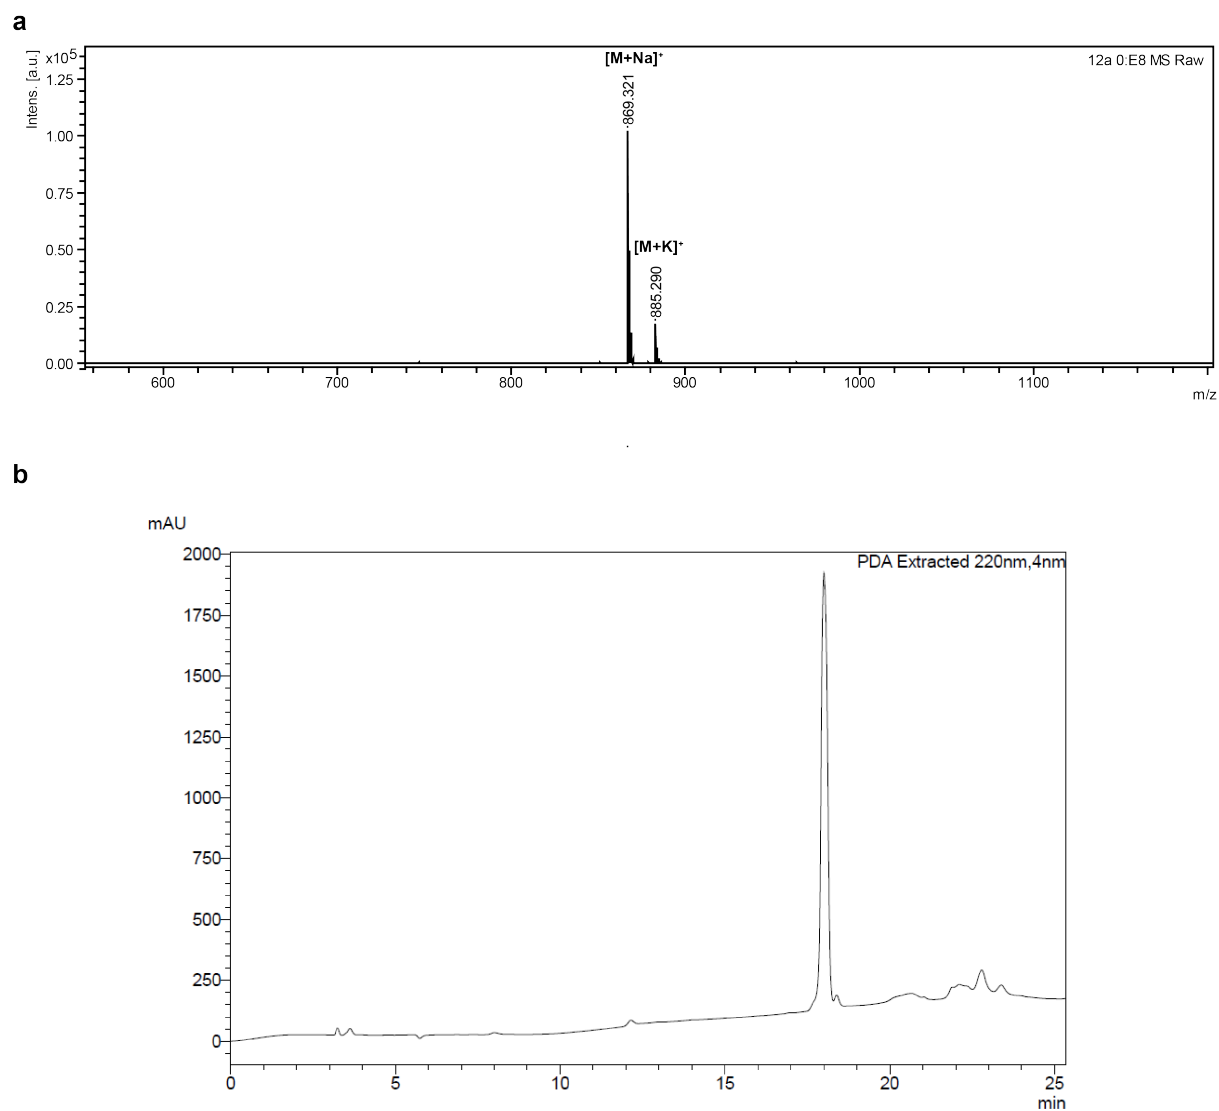 a
Intens. [a.u.]
x10⁵
[M+Na]⁺
12a 0:E8 MS Raw
869.321
1.25
1.00
0.75
[M+K]⁺
885.290
0.50
0.25
0.00
600 700 800 900 1000 1100
m/z
b
mAU
PDA Extracted 220nm,4nm
2000
1750
1500
1250
1000
750
500
250
0
0 5 10 15 20 25
min